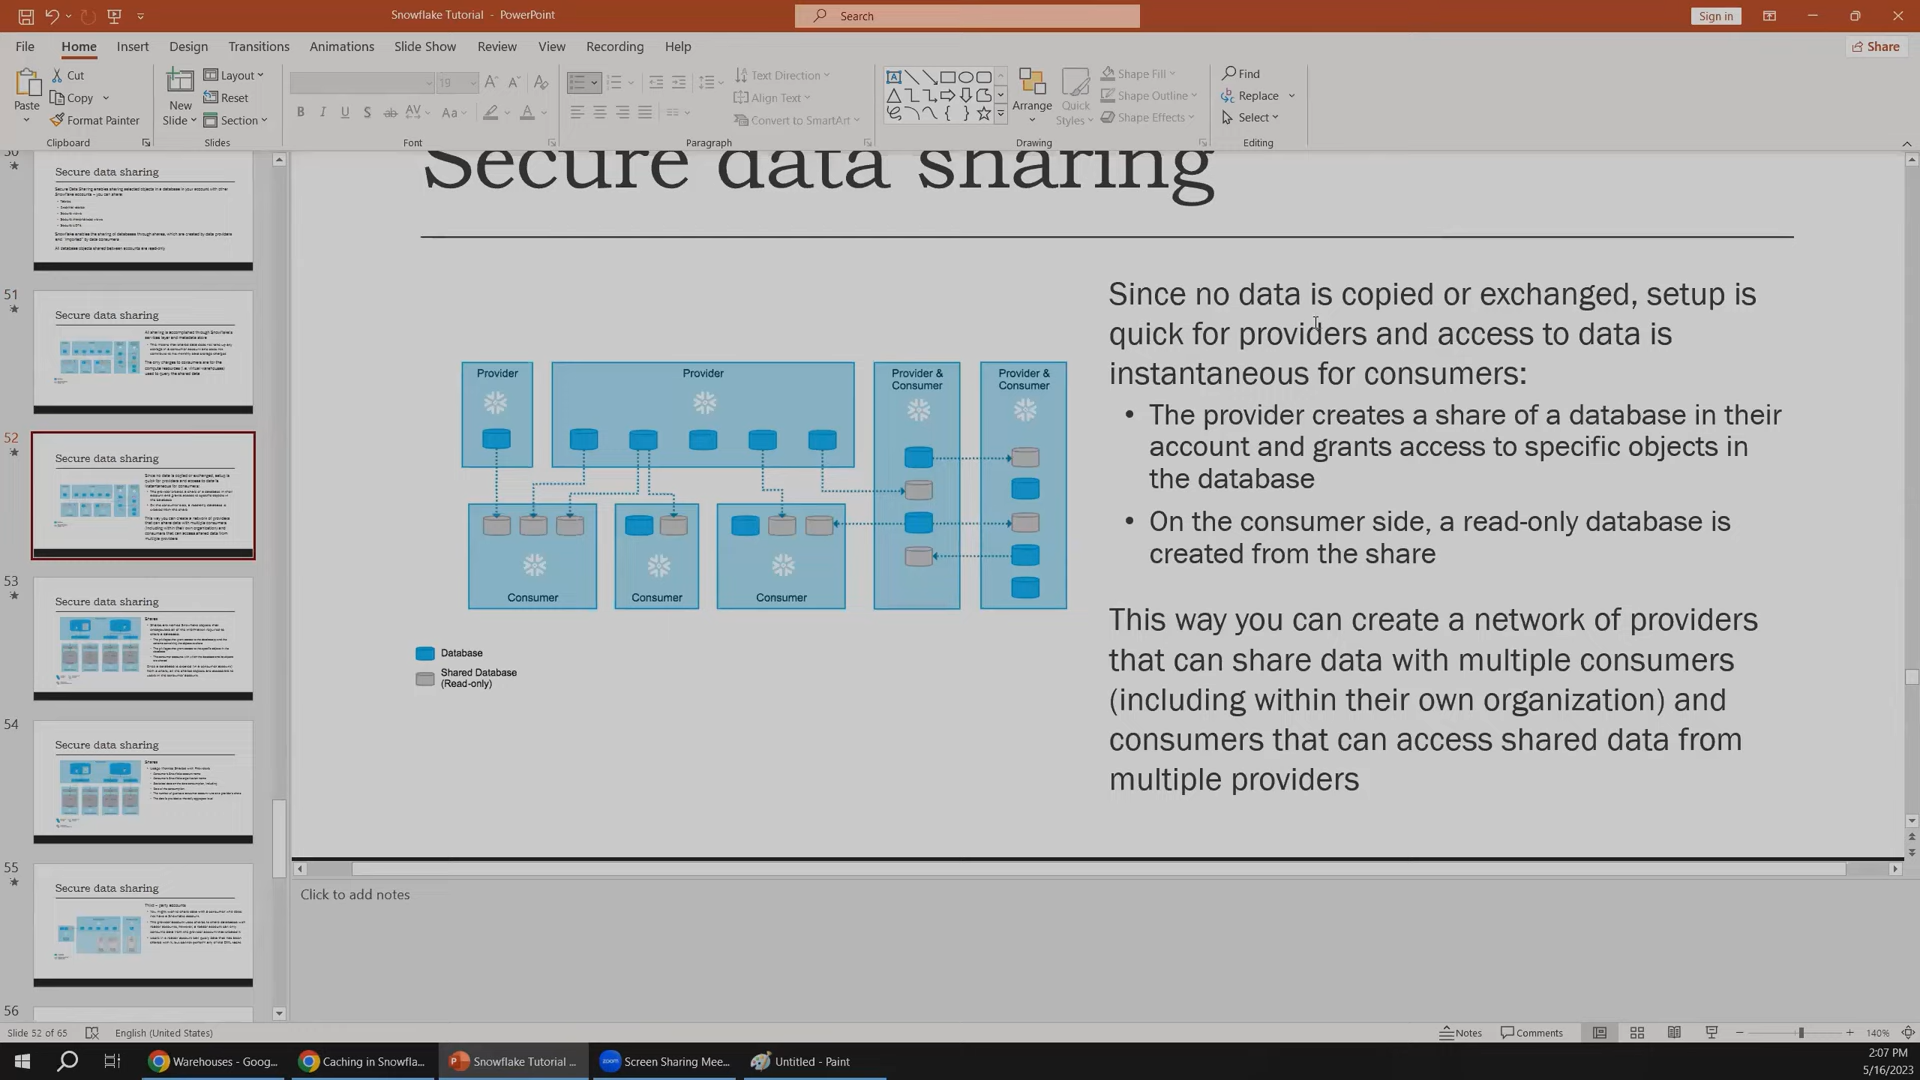 Snowflake Tutorial - PowerPoint
Search
Sign in
File Home Insert Design Transitions Animations Slide Show Review View Recording Help
Share
Paste
Cut
Copy
Format Painter
Clipboard
New Slide
Layout
Reset
Section
Slides
19
Font
Text Direction
Align Text
Convert to SmartArt
Paragraph
Arrange
Quick Styles
Shape Fill
Shape Outline
Shape Effects
Drawing
Find
Replace
Select
Editing
Secure data sharing
51
Secure data sharing
52
Secure data sharing
53
Secure data sharing
Shares
54
Secure data sharing
Shares
55
Secure data sharing
56
Secure data sharing
Since no data is copied or exchanged, setup is
quick for providers and access to data is
instantaneous for consumers:
• The provider creates a share of a database in their
account and grants access to specific objects in
the database
• On the consumer side, a read-only database is
created from the share
This way you can create a network of providers
that can share data with multiple consumers
(including within their own organization) and
consumers that can access shared data from
multiple providers
Provider
Provider
Provider &
Consumer
Provider &
Consumer
Consumer
Consumer
Consumer
Database
Shared Database
(Read-only)
Click to add notes
Slide 52 of 65
English (United States)
Notes
Comments
140%
Warehouses - Goog...
Caching in Snowfla...
Snowflake Tutorial ...
zoom
Screen Sharing Mee...
Untitled - Paint
2:07 PM
5/16/2023